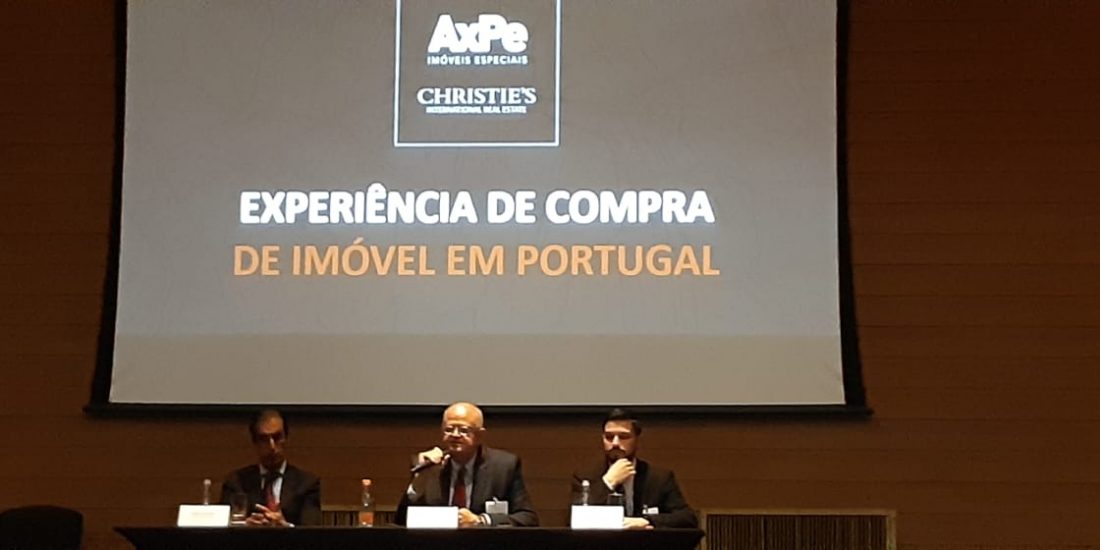 AxPe
IMÓVEIS ESPECIAIS
CHRISTIE'S
INTERNATIONAL REAL ESTATE
EXPERIÊNCIA DE COMPRA
DE IMÓVEL EM PORTUGAL